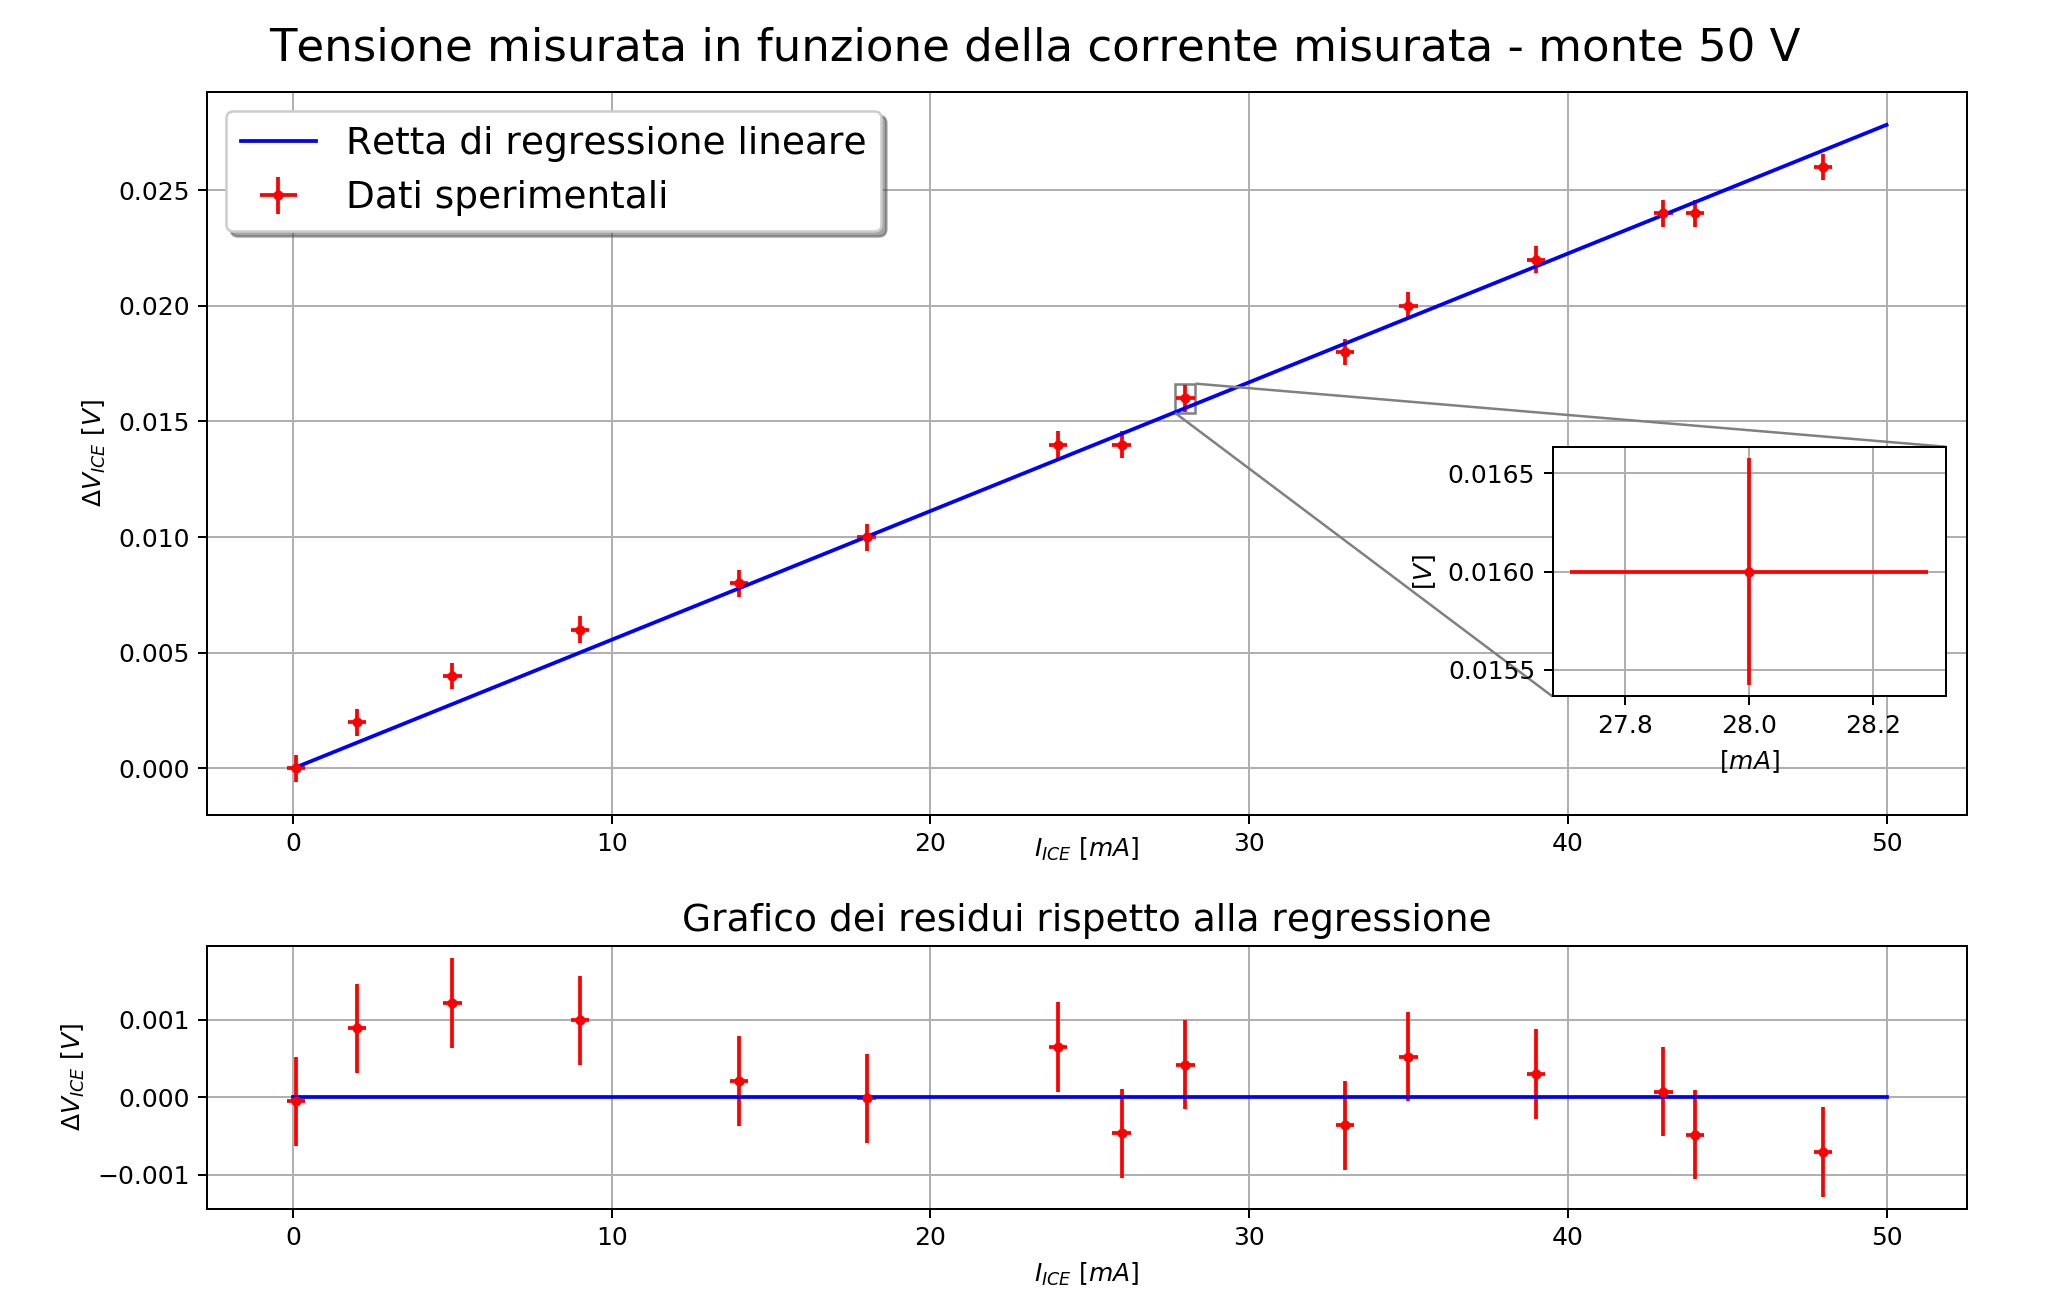 Tensione misurata in funzione della corrente misurata - monte 50 V
Retta di regressione lineare
Dati sperimentali
ΔV_ICE [V]
0.025
0.020
0.015
0.010
0.005
0.000
[V]
0.0165
0.0160
0.0155
27.8 28.0 28.2
[mA]
0 10 20 30 40 50
I_ICE [mA]
Grafico dei residui rispetto alla regressione
ΔV_ICE [V]
0.001
0.000
−0.001
0 10 20 30 40 50
I_ICE [mA]